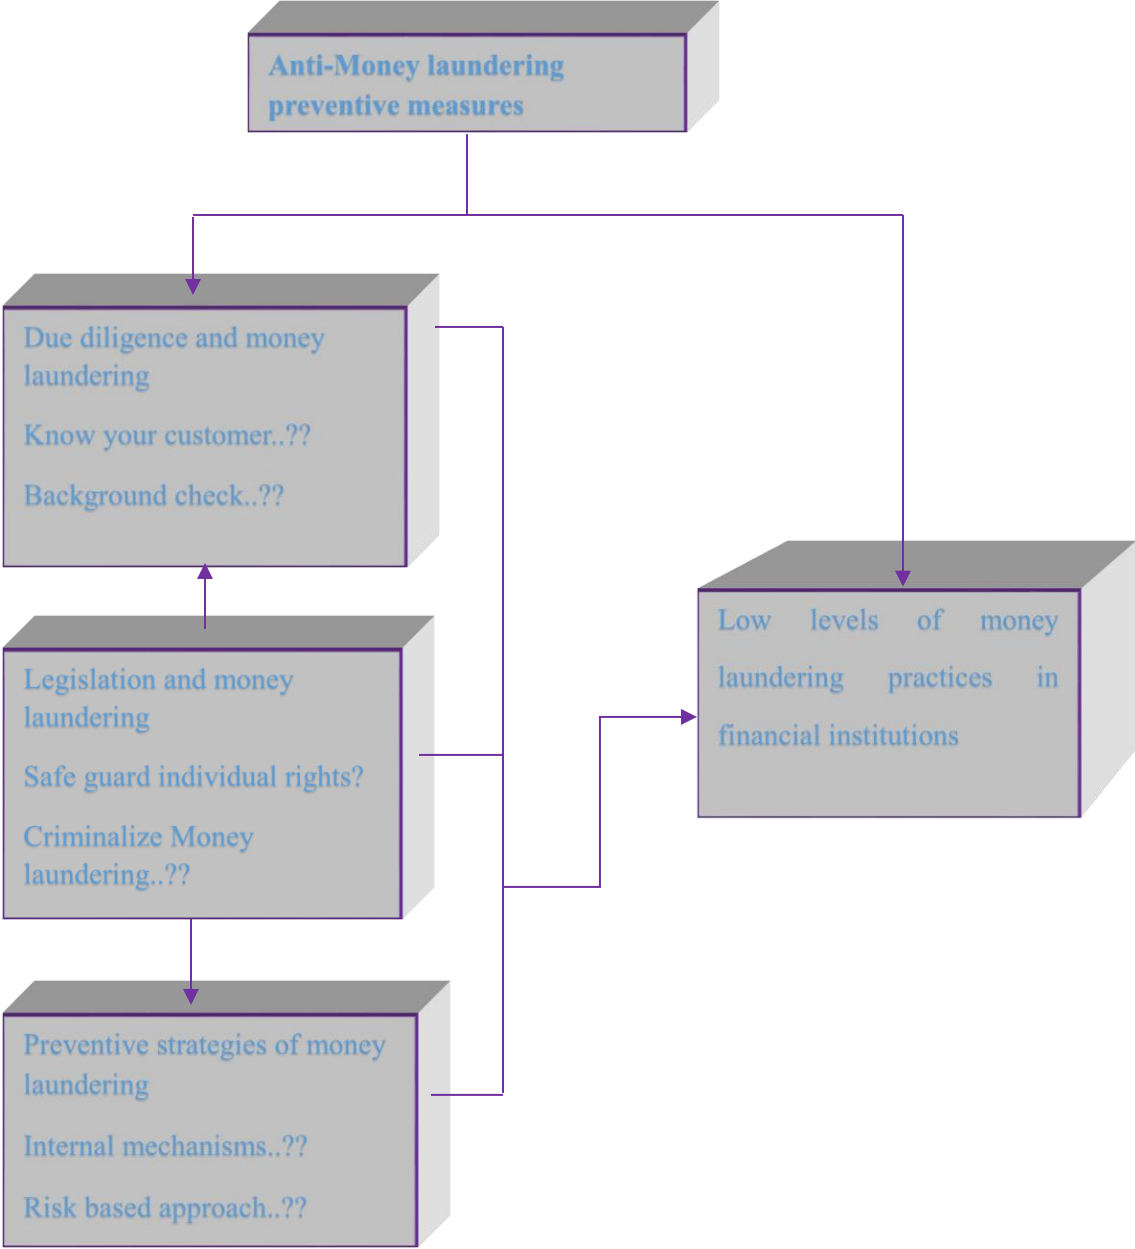 Anti-Money laundering
preventive measures
Due diligence and money
laundering
Know your customer..??
Background check..??
Legislation and money
laundering
Safe guard individual rights?
Criminalize Money
laundering..??
Preventive strategies of money
laundering
Internal mechanisms..??
Risk based approach..??
Low levels of money
laundering practices in
financial institutions